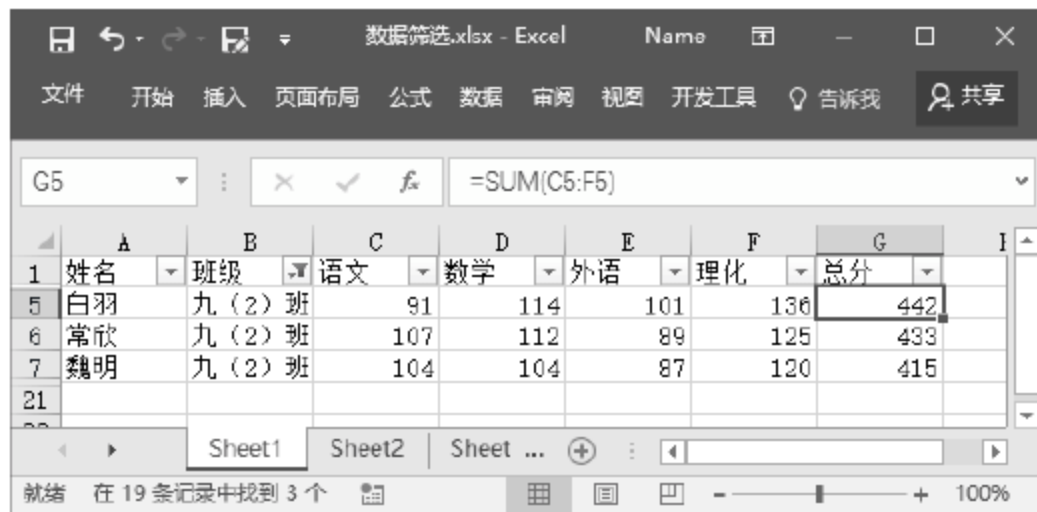 数据筛选.xlsx - Excel Name
文件 开始 插入 页面布局 公式 数据 审阅 视图 开发工具 告诉我 共享
G5 fx =SUM(C5:F5)
A B C D E F G
1 姓名 班级 语文 数学 外语 理化 总分
5 白羽 九（2）班 91 114 101 136 442
6 常欣 九（2）班 107 112 89 125 433
7 魏明 九（2）班 104 104 87 120 415
21
Sheet1 Sheet2 Sheet ...
就绪 在 19 条记录中找到 3 个 100%